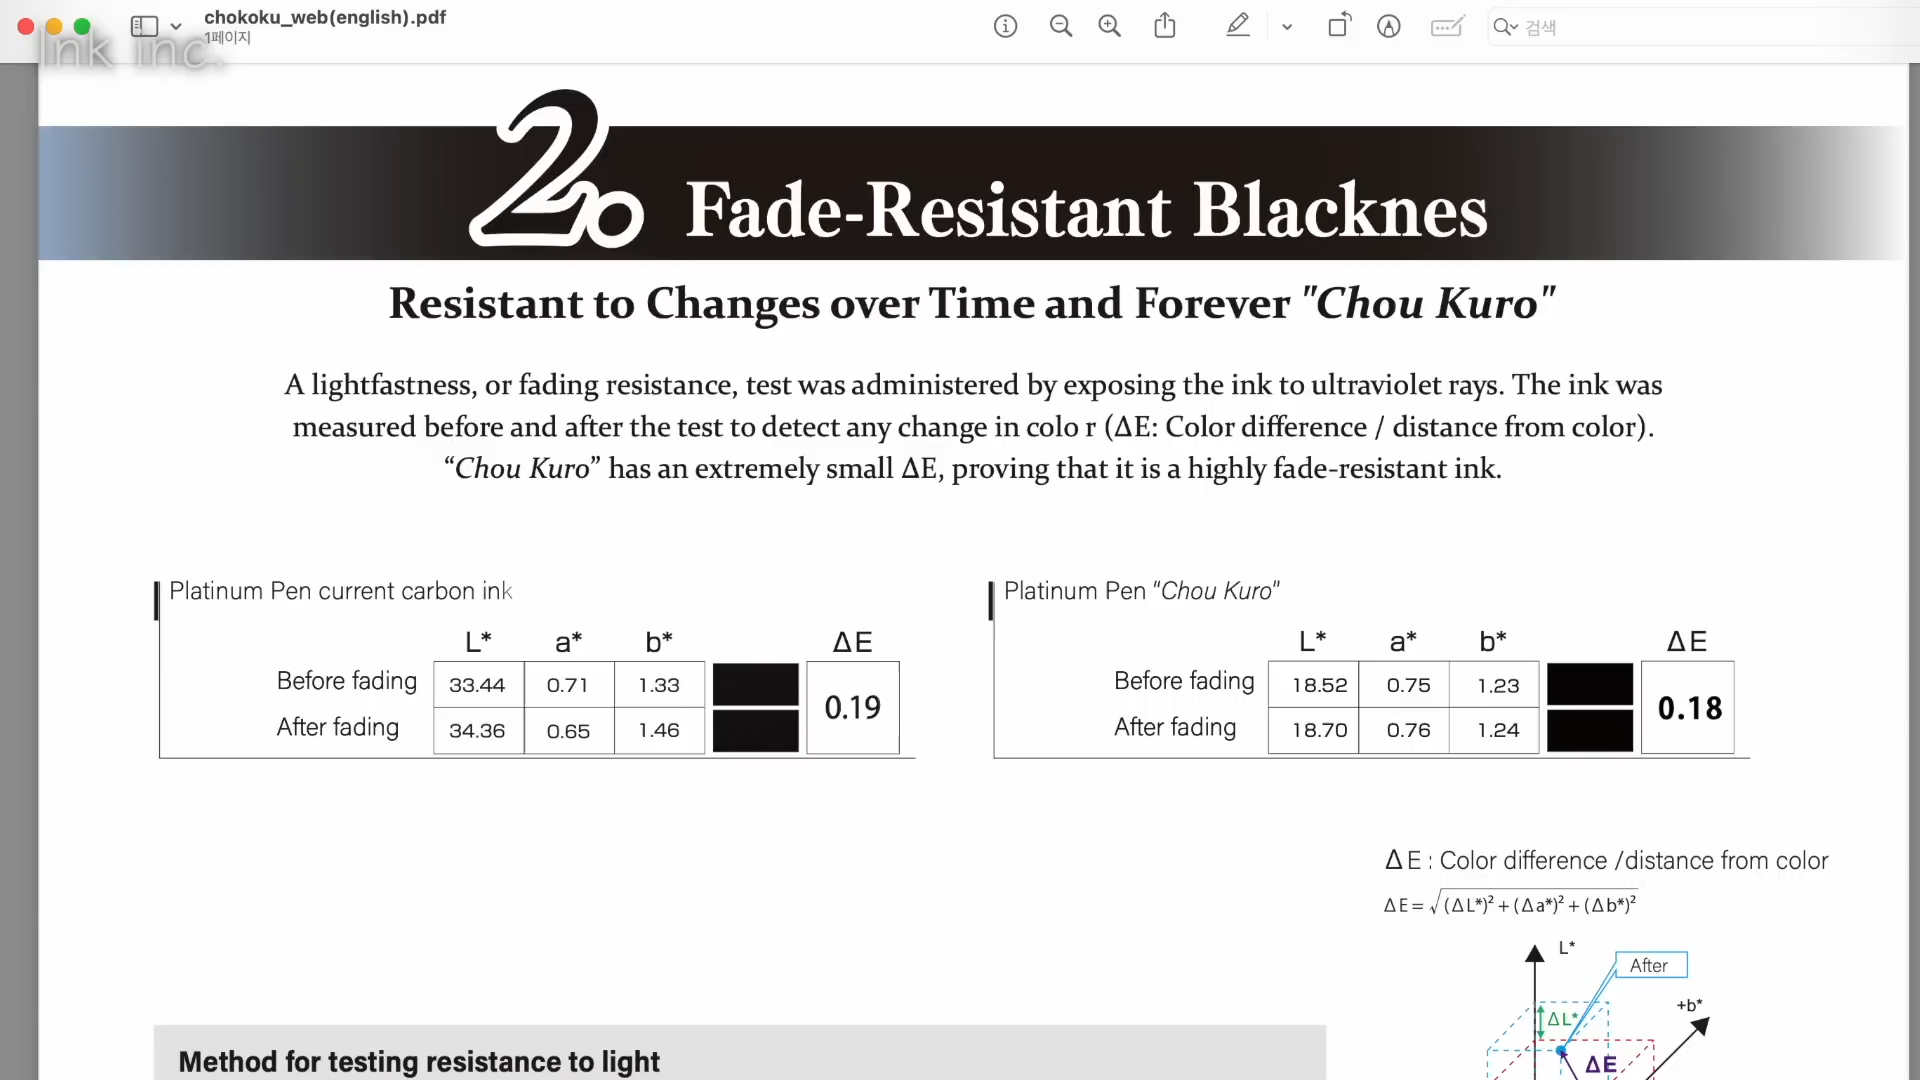 chokoku_web(english).pdf
1페이지
검색
Ink inc.
2. Fade-Resistant Blacknes
Resistant to Changes over Time and Forever "Chou Kuro"
A lightfastness, or fading resistance, test was administered by exposing the ink to ultraviolet rays. The ink was
measured before and after the test to detect any change in colo r (ΔE: Color difference / distance from color).
“Chou Kuro” has an extremely small ΔE, proving that it is a highly fade-resistant ink.
Platinum Pen current carbon ink
L* a* b* ΔE
Before fading 33.44 0.71 1.33 0.19
After fading 34.36 0.65 1.46
Platinum Pen "Chou Kuro"
L* a* b* ΔE
Before fading 18.52 0.75 1.23 0.18
After fading 18.70 0.76 1.24
ΔE : Color difference /distance from color
ΔE=√(ΔL*)²+(Δa*)²+(Δb*)²
L*
After
+b*
ΔL*
ΔE
Method for testing resistance to light